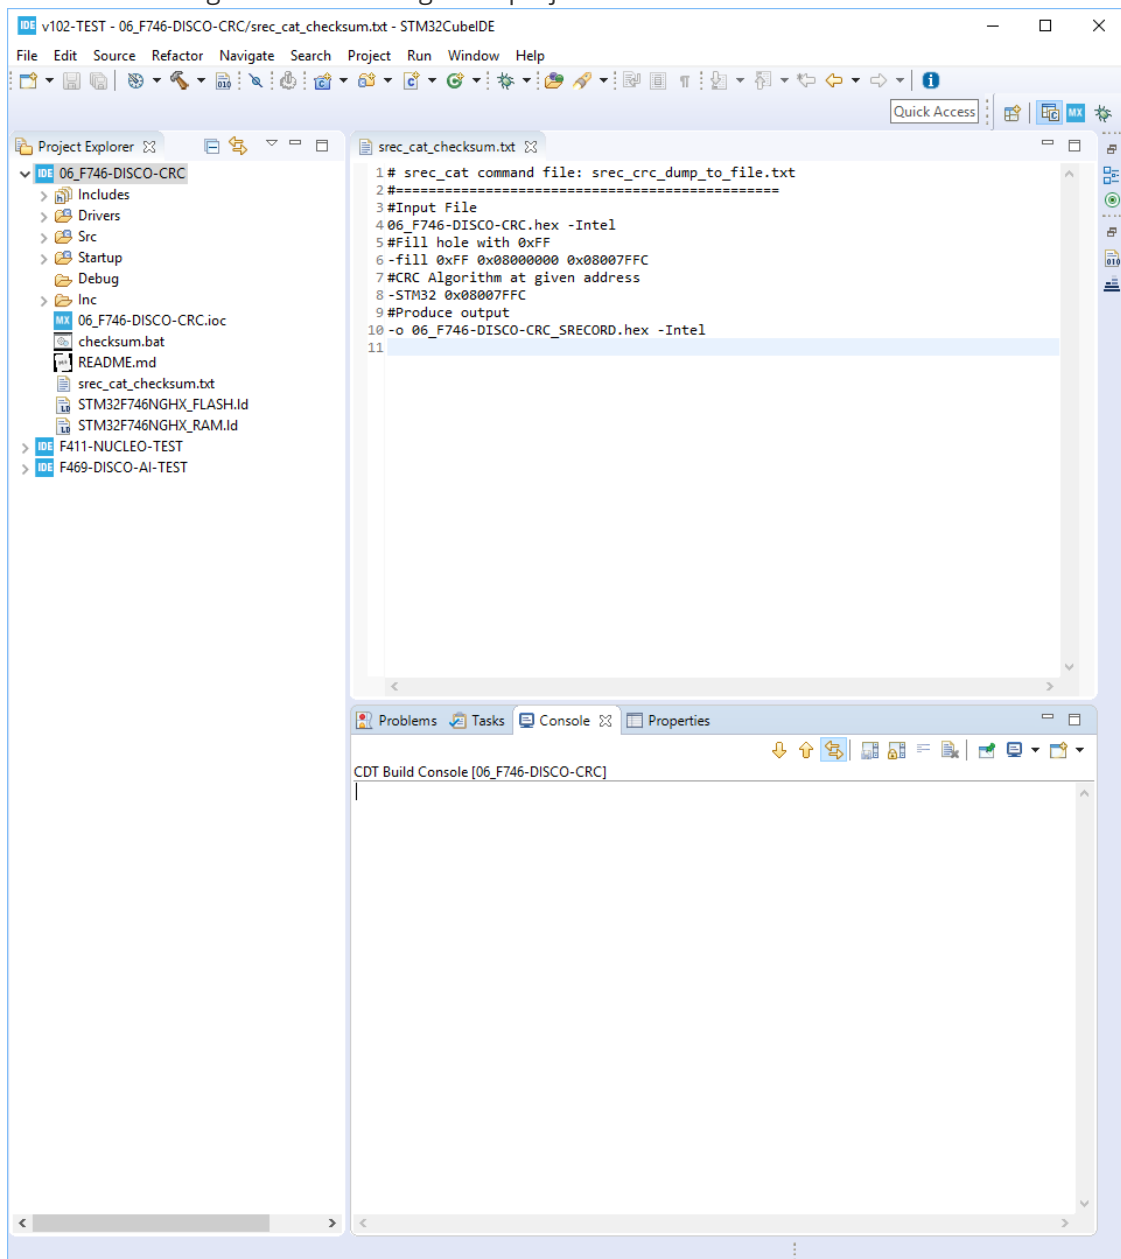 v102-TEST - 06_F746-DISCO-CRC/srec_cat_checksum.txt - STM32CubeIDE
File Edit Source Refactor Navigate Search Project Run Window Help
Quick Access
Project Explorer
06_F746-DISCO-CRC
Includes
Drivers
Src
Startup
Debug
Inc
06_F746-DISCO-CRC.ioc
checksum.bat
README.md
srec_cat_checksum.txt
STM32F746NGHX_FLASH.ld
STM32F746NGHX_RAM.ld
F411-NUCLEO-TEST
F469-DISCO-AI-TEST
srec_cat_checksum.txt
1 # srec_cat command file: srec_crc_dump_to_file.txt
2 #===============================================
3 #Input File
4 06_F746-DISCO-CRC.hex -Intel
5 #Fill hole with 0xFF
6 -fill 0xFF 0x08000000 0x08007FFC
7 #CRC Algorithm at given address
8 -STM32 0x08007FFC
9 #Produce output
10 -o 06_F746-DISCO-CRC_SRECORD.hex -Intel
11
Problems Tasks Console Properties
CDT Build Console [06_F746-DISCO-CRC]